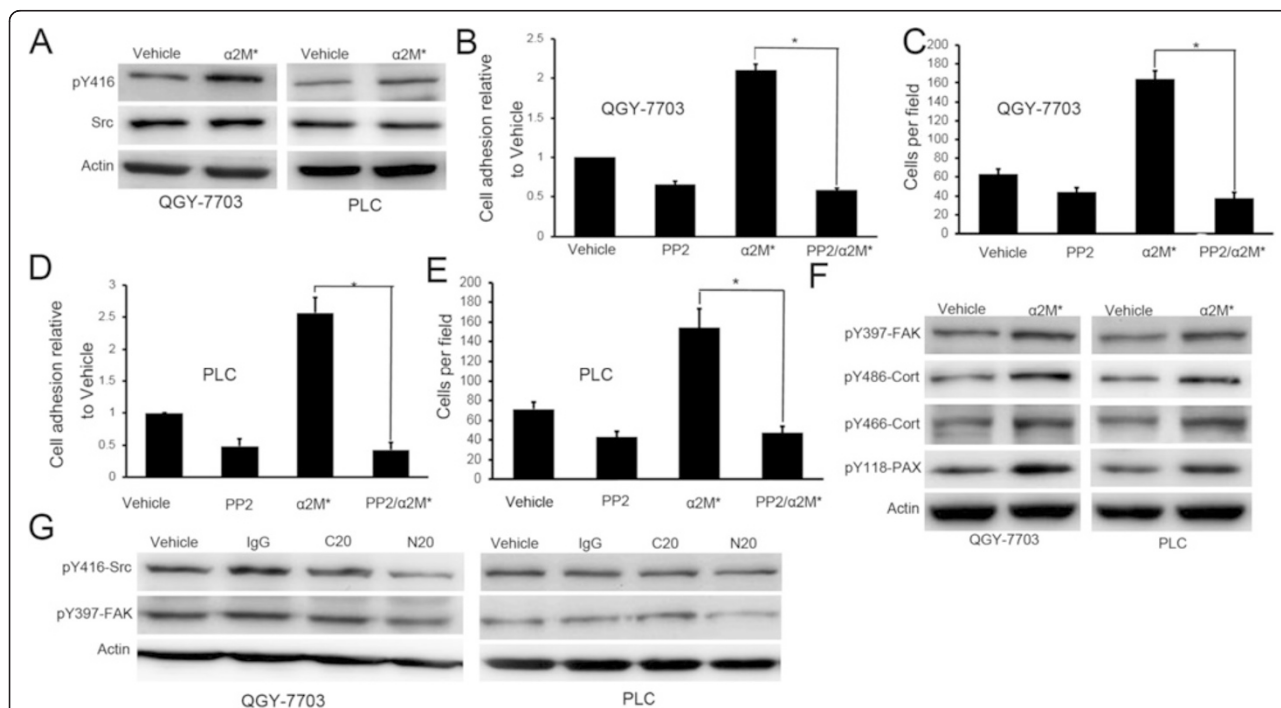 A
Vehicle α2M* Vehicle α2M*
pY416
Src
Actin
QGY-7703 PLC
B
Cell adhesion relative
to Vehicle
2.5
2
1.5
1
0.5
0
QGY-7703
*
Vehicle PP2 α2M* PP2/α2M*
C
Cells per field
200
180
160
140
120
100
80
60
40
20
0
QGY-7703
*
Vehicle PP2 α2M* PP2/α2M*
D
Cell adhesion relative
to Vehicle
3
2.5
2
1.5
1
0.5
0
PLC
*
Vehicle PP2 α2M* PP2/α2M*
E
Cells per field
200
180
160
140
120
100
80
60
40
20
0
PLC
*
Vehicle PP2 α2M* PP2/α2M*
F
Vehicle α2M* Vehicle α2M*
pY397-FAK
pY486-Cort
pY466-Cort
pY118-PAX
Actin
QGY-7703 PLC
G
Vehicle IgG C20 N20 Vehicle IgG C20 N20
pY416-Src
pY397-FAK
Actin
QGY-7703 PLC